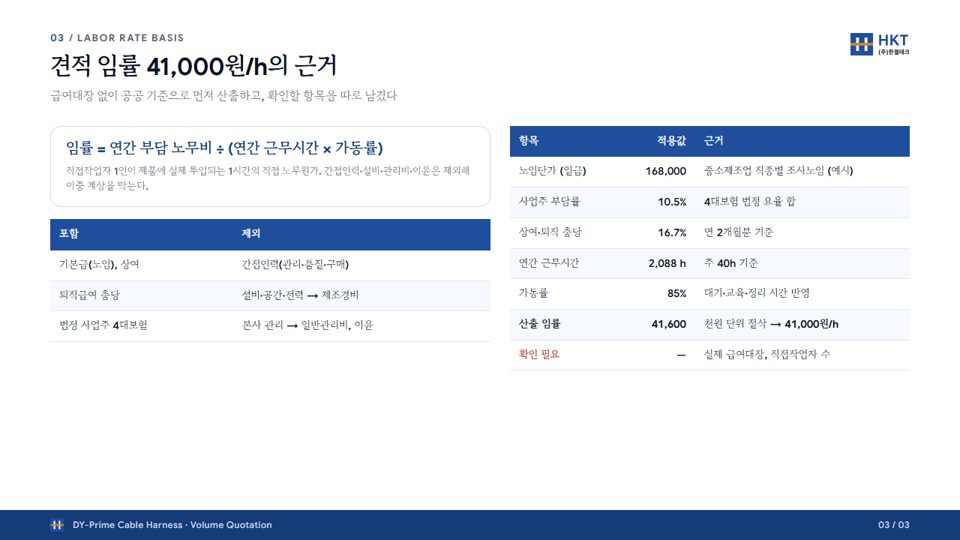 03 / LABOR RATE BASIS
견적 임률 41,000원/h의 근거
급여대장 없이 공공 기준으로 먼저 산출하고, 확인할 항목을 따로 남겼다
HKT
(주)한결테크
임률 = 연간 부담 노무비 ÷ (연간 근무시간 × 가동률)
직접작업자 1인이 제품에 실제 투입되는 1시간의 직접 노무원가. 간접인력·설비·관리비·이윤은 제외해
이중 계상을 막는다.
포함 제외
기본급(노임), 상여 간접인력(관리·품질·구매)
퇴직급여 충당 설비·공간·전력 → 제조경비
법정 사업주 4대보험 본사 관리 → 일반관리비, 이윤
항목 적용값 근거
노임단가 (일급) 168,000 중소제조업 직종별 조사노임 (예시)
사업주 부담률 10.5% 4대보험 법정 요율 합
상여·퇴직 충당 16.7% 연 2개월분 기준
연간 근무시간 2,088 h 주 40h 기준
가동률 85% 대기·교육·정리 시간 반영
산출 임률 41,600 천원 단위 절삭 → 41,000원/h
확인 필요 — 실제 급여대장, 직접작업자 수
DY-Prime Cable Harness · Volume Quotation
03 / 03